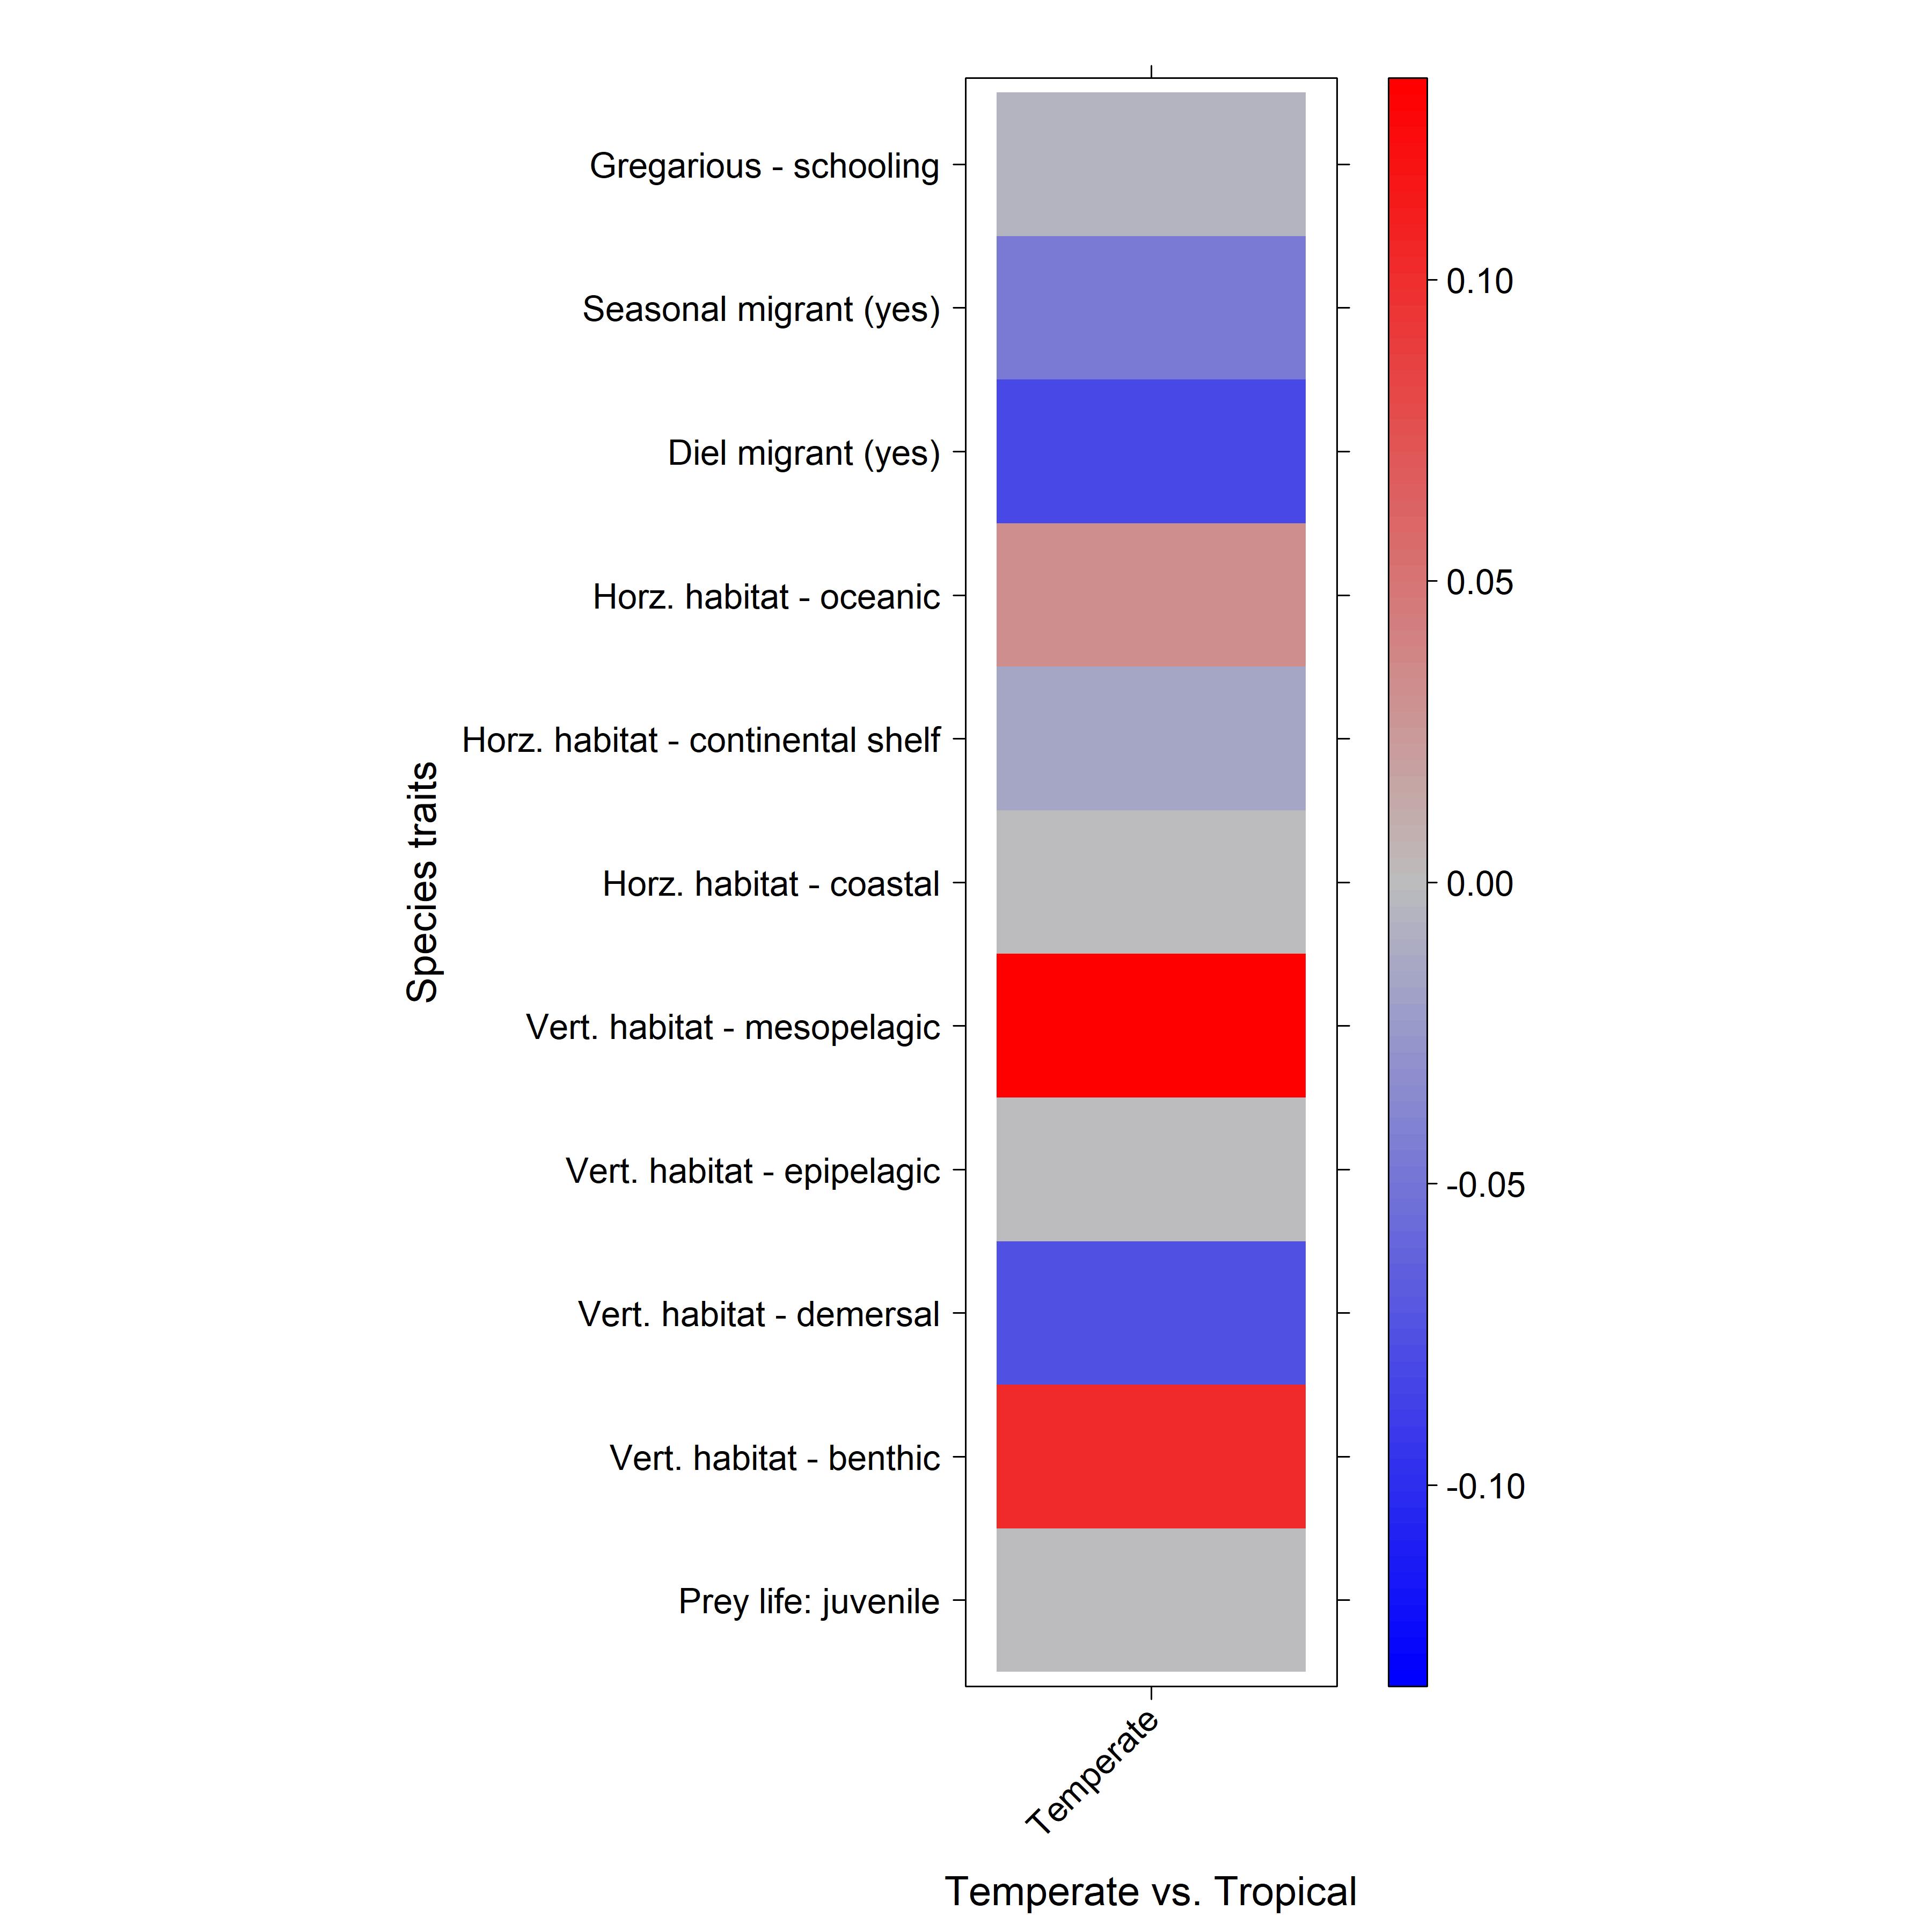 Gregarious - schooling
Seasonal migrant (yes)
Diel migrant (yes)
Horz. habitat - oceanic
Horz. habitat - continental shelf
Horz. habitat - coastal
Vert. habitat - mesopelagic
Vert. habitat - epipelagic
Vert. habitat - demersal
Vert. habitat - benthic
Prey life: juvenile
Species traits
0.10
0.05
0.00
-0.05
-0.10
Temperate
Temperate vs. Tropical